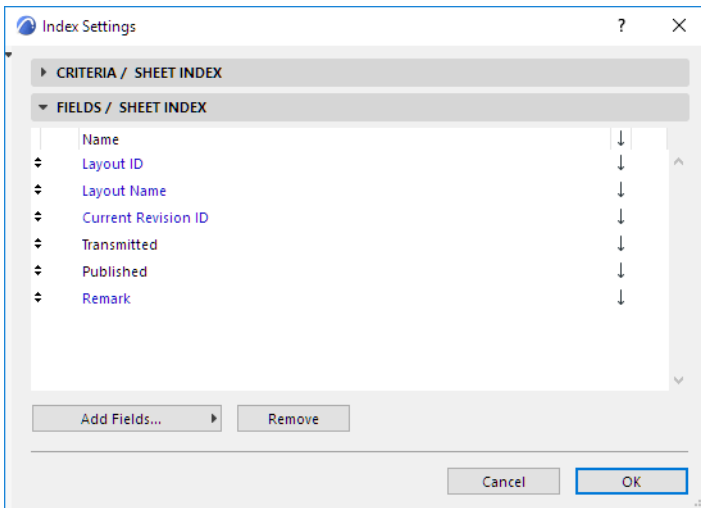 Index Settings
CRITERIA / SHEET INDEX
FIELDS / SHEET INDEX
Name
Layout ID
Layout Name
Current Revision ID
Transmitted
Published
Remark
Add Fields... Remove
Cancel OK